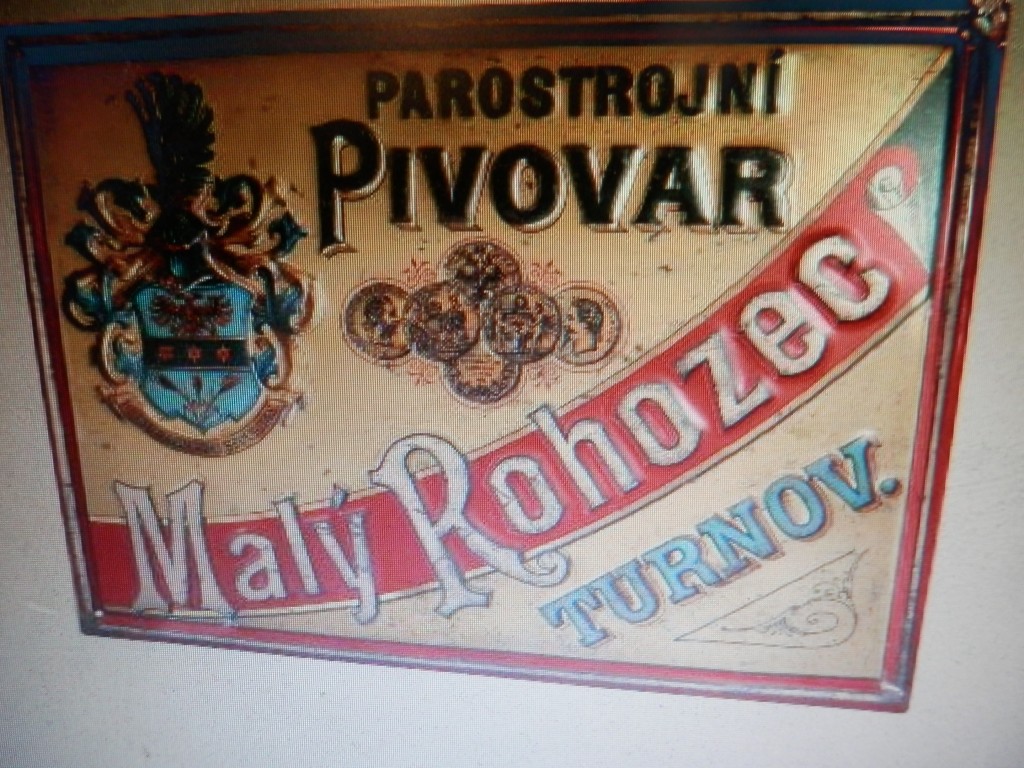 PAROSTROJNÍ
PIVOVAR
Malý Rohozec
TURNOV.